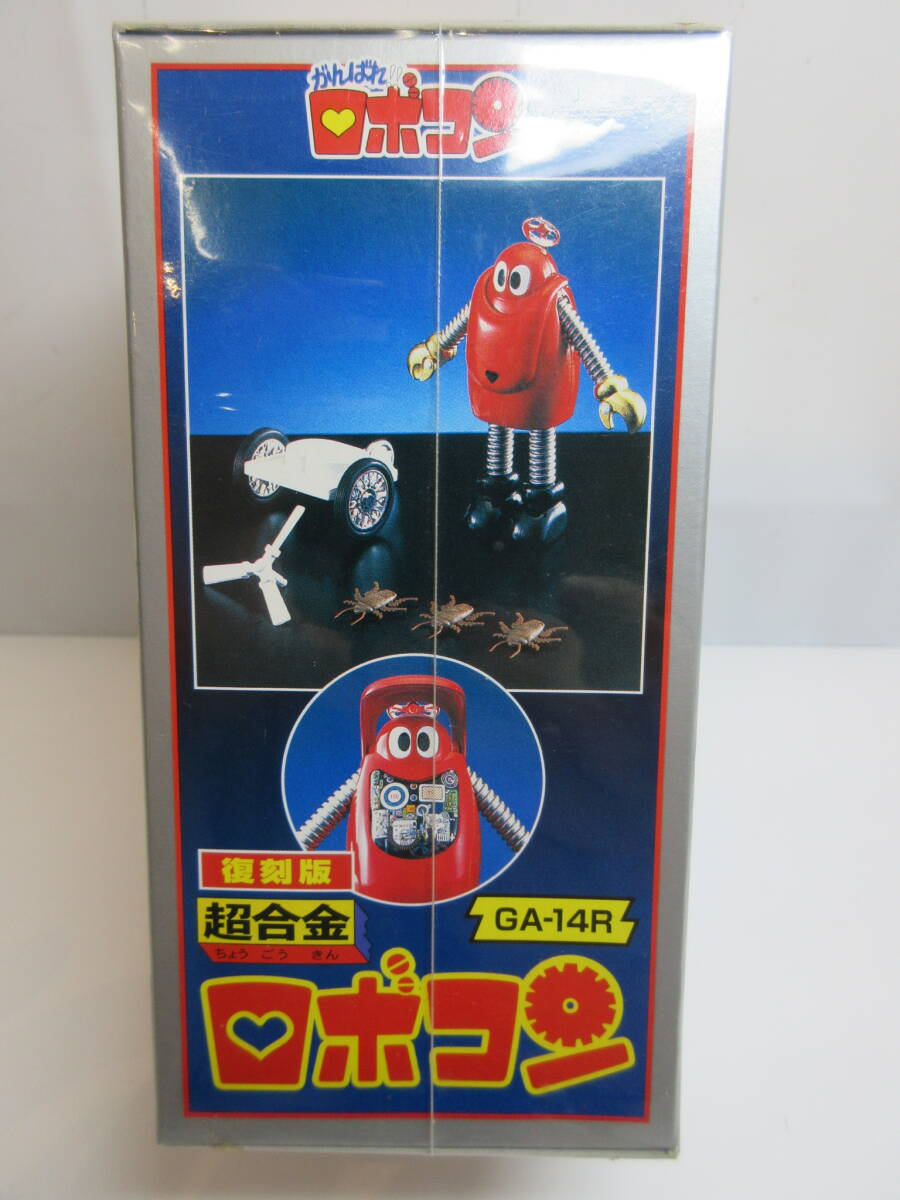 がんばれ!!
ロボコン
復刻版
超合金
ちょう ごう きん
GA-14R
ロボコン